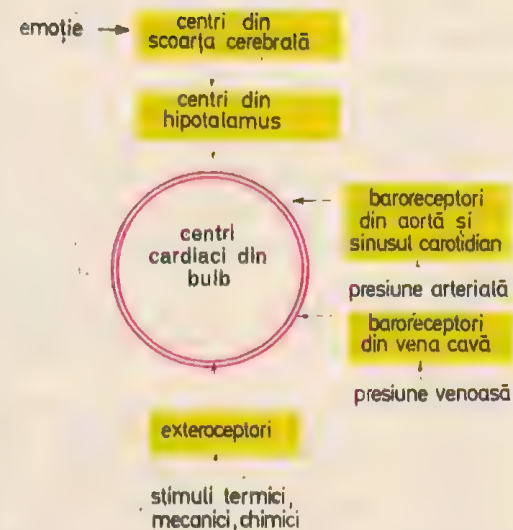 emoție
centri din
scoarța cerebrală
centri din
hipotalamus
centri
cardiaci din
bulb
baroreceptori
din aortă și
sinusul carotidian
presiune arterială
baroreceptori
din vena cavă
presiune venoasă
exteroceptori
stimuli termici,
mecanici, chimici